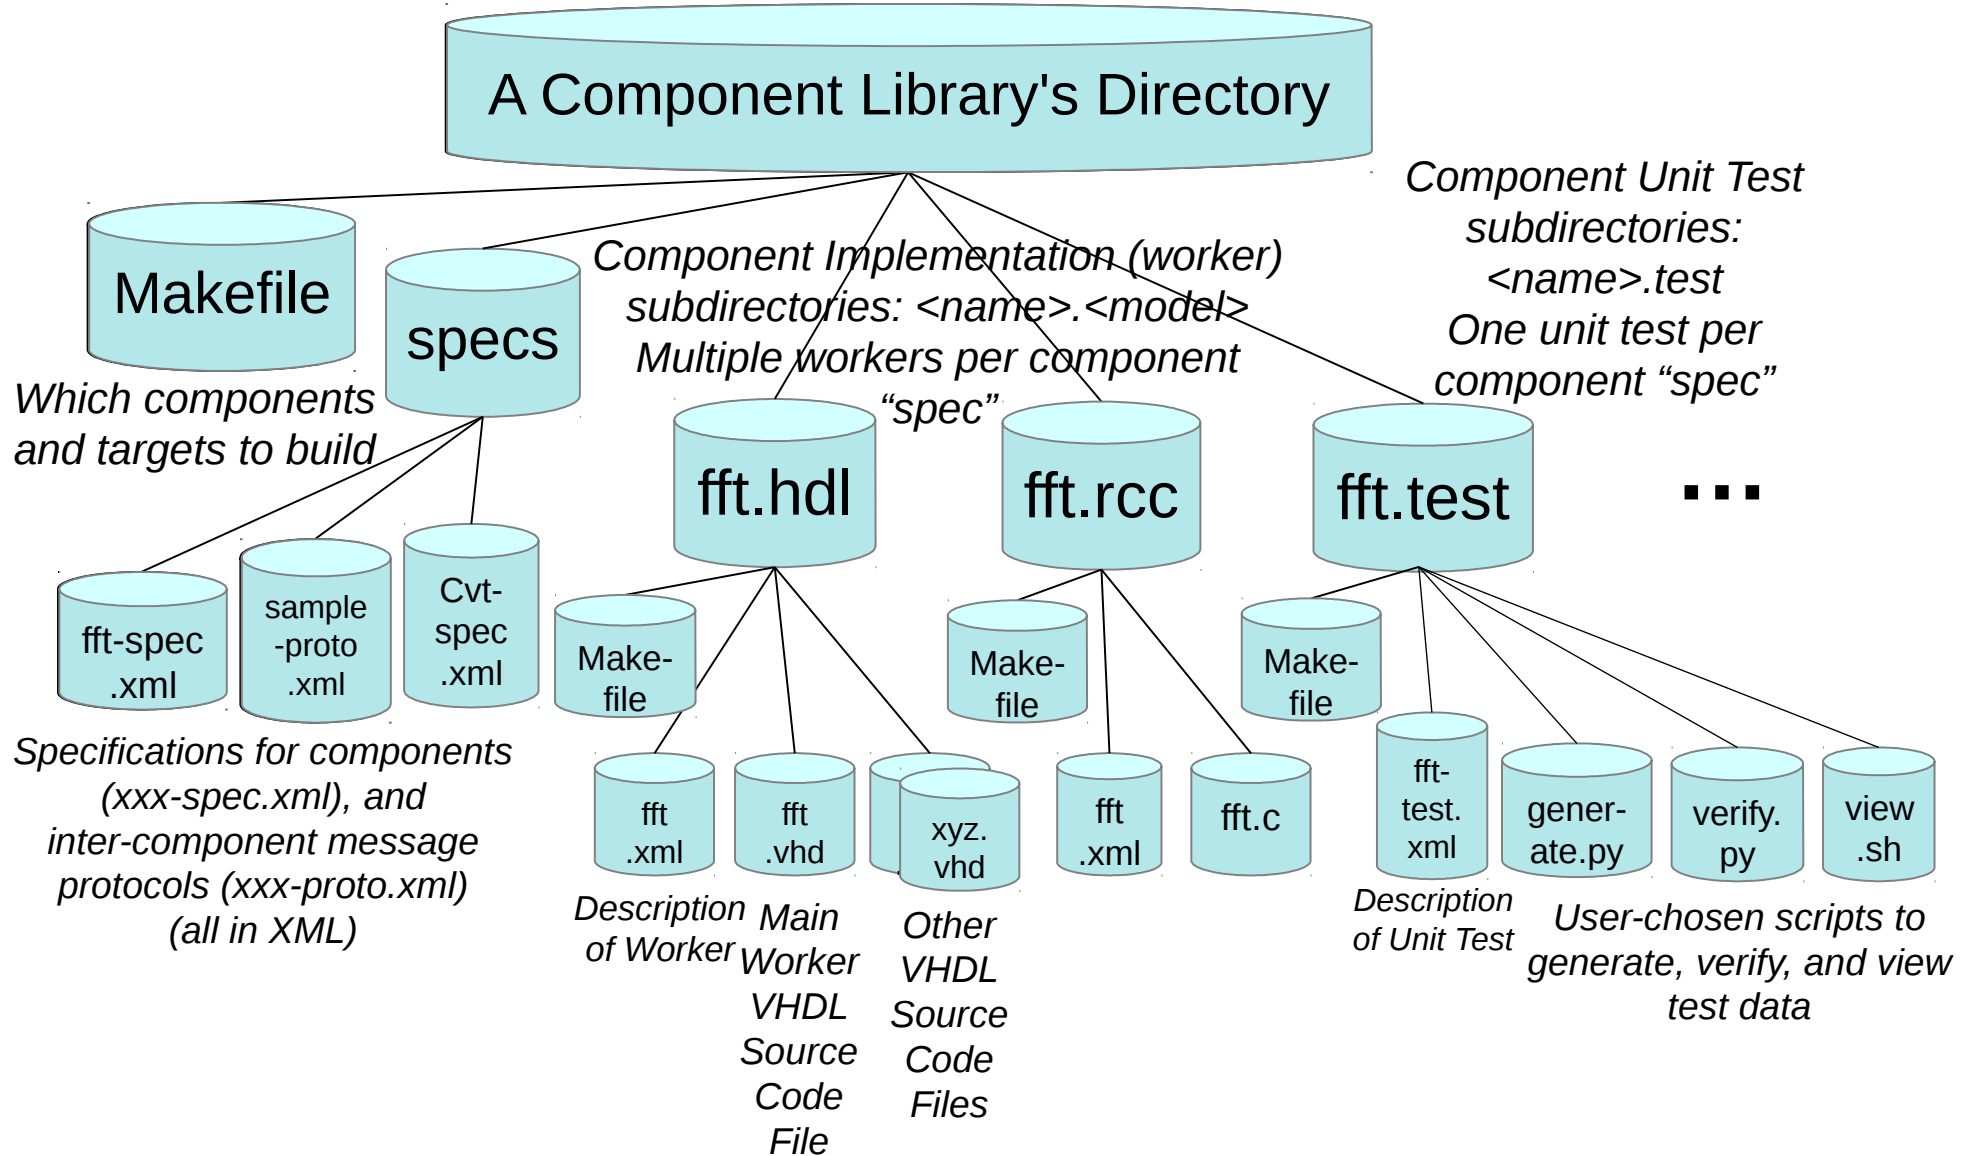 A Component Library's Directory
Makefile
Which components
and targets to build
specs
Component Implementation (worker)
subdirectories: <name>.<model>
Multiple workers per component
“spec”
Component Unit Test
subdirectories:
<name>.test
One unit test per
component “spec”
fft.hdl
fft.rcc
fft.test
...
fft-spec
.xml
sample
-proto
.xml
Cvt-
spec
.xml
Specifications for components
(xxx-spec.xml), and
inter-component message
protocols (xxx-proto.xml)
(all in XML)
Make-
file
fft
.xml
fft
.vhd
xyz.
vhd
Description
of Worker
Main
Worker
VHDL
Source
Code
File
Other
VHDL
Source
Code
Files
Make-
file
fft
.xml
fft.c
Make-
file
fft-
test.
xml
gener-
ate.py
verify.
py
view
.sh
Description
of Unit Test
User-chosen scripts to
generate, verify, and view
test data